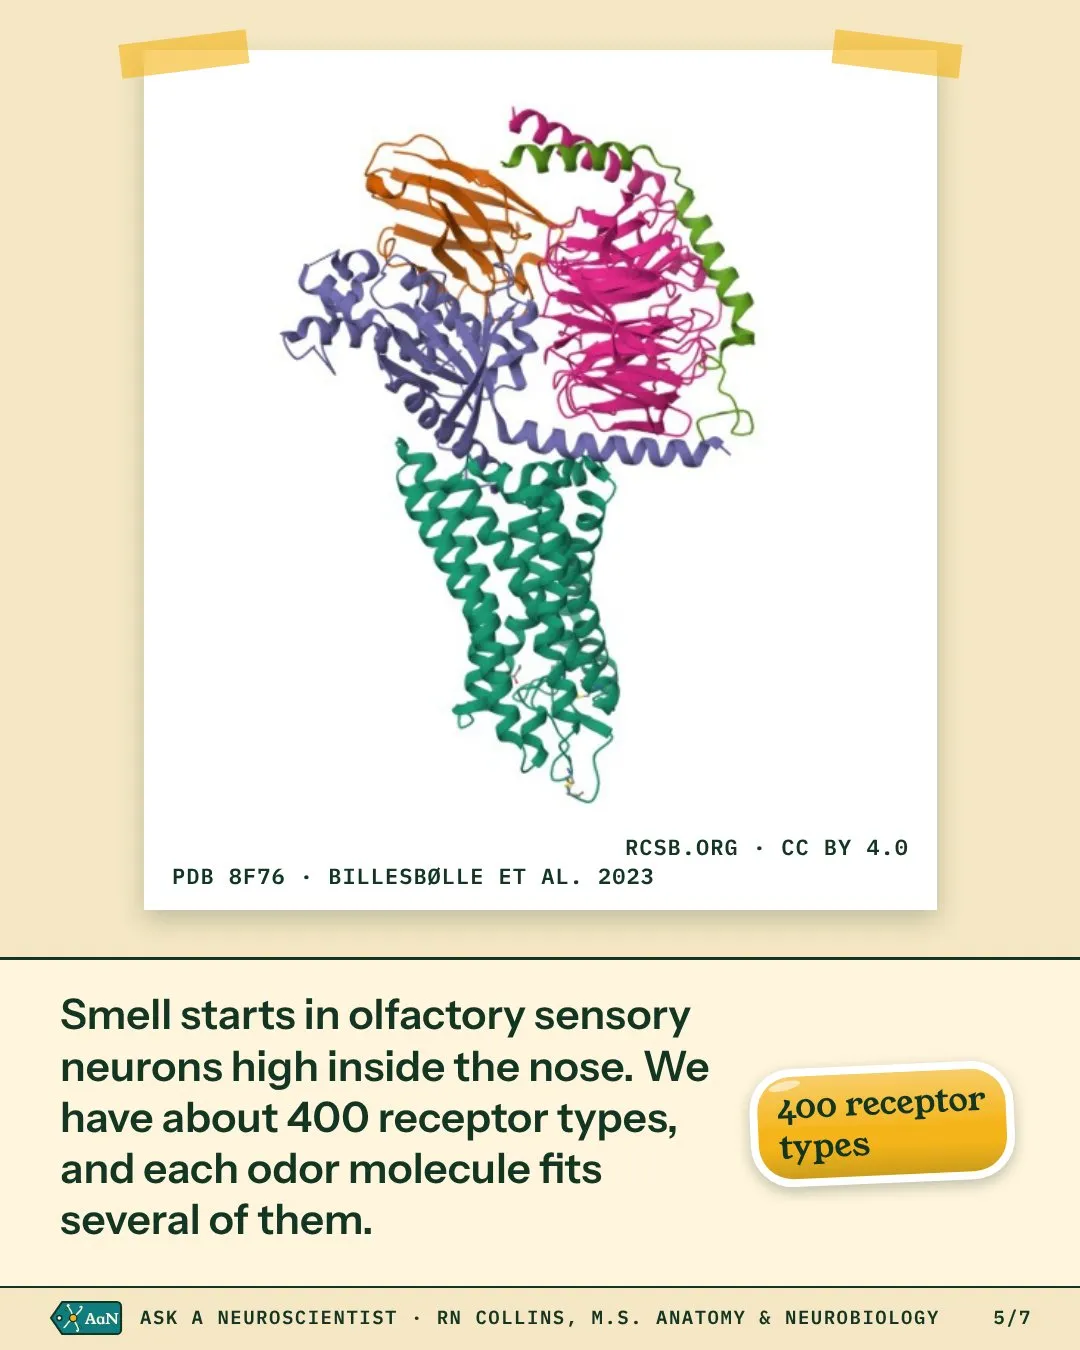 RCSB.ORG · CC BY 4.0
PDB 8F76 · BILLESBØLLE ET AL. 2023
Smell starts in olfactory sensory
neurons high inside the nose. We
have about 400 receptor types,
and each odor molecule fits
several of them.
400 receptor
types
AaN
ASK A NEUROSCIENTIST · RN COLLINS, M.S. ANATOMY & NEUROBIOLOGY
5/7